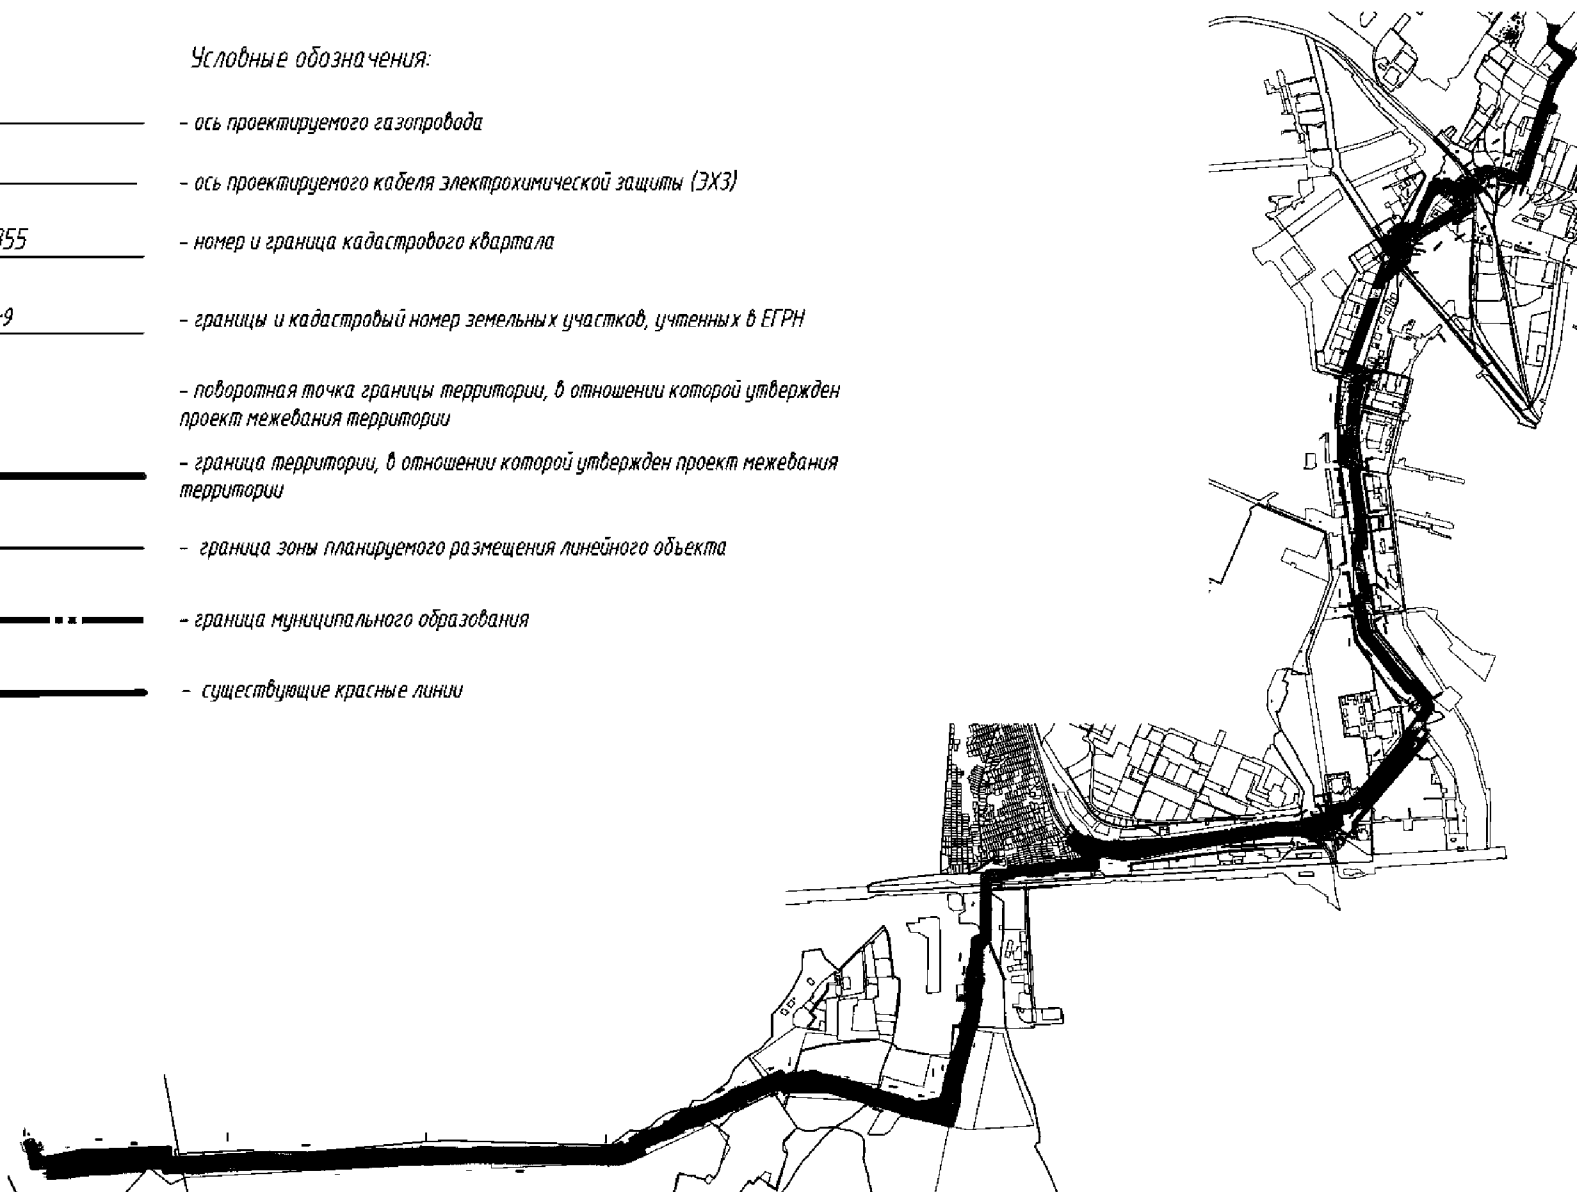 Условные обозначения:
- ось проектируемого газопровода
- ось проектируемого кабеля электрохимической защиты (ЭХЗ)
355
- номер и граница кадастрового квартала
- границы и кадастровый номер земельных участков, учтенных в ЕГРН
- поворотная точка границы территории, в отношении которой утвержден
проект межевания территории
- граница территории, в отношении которой утвержден проект межевания
территории
- граница зоны планируемого размещения линейного объекта
- граница муниципального образования
- существующие красные линии